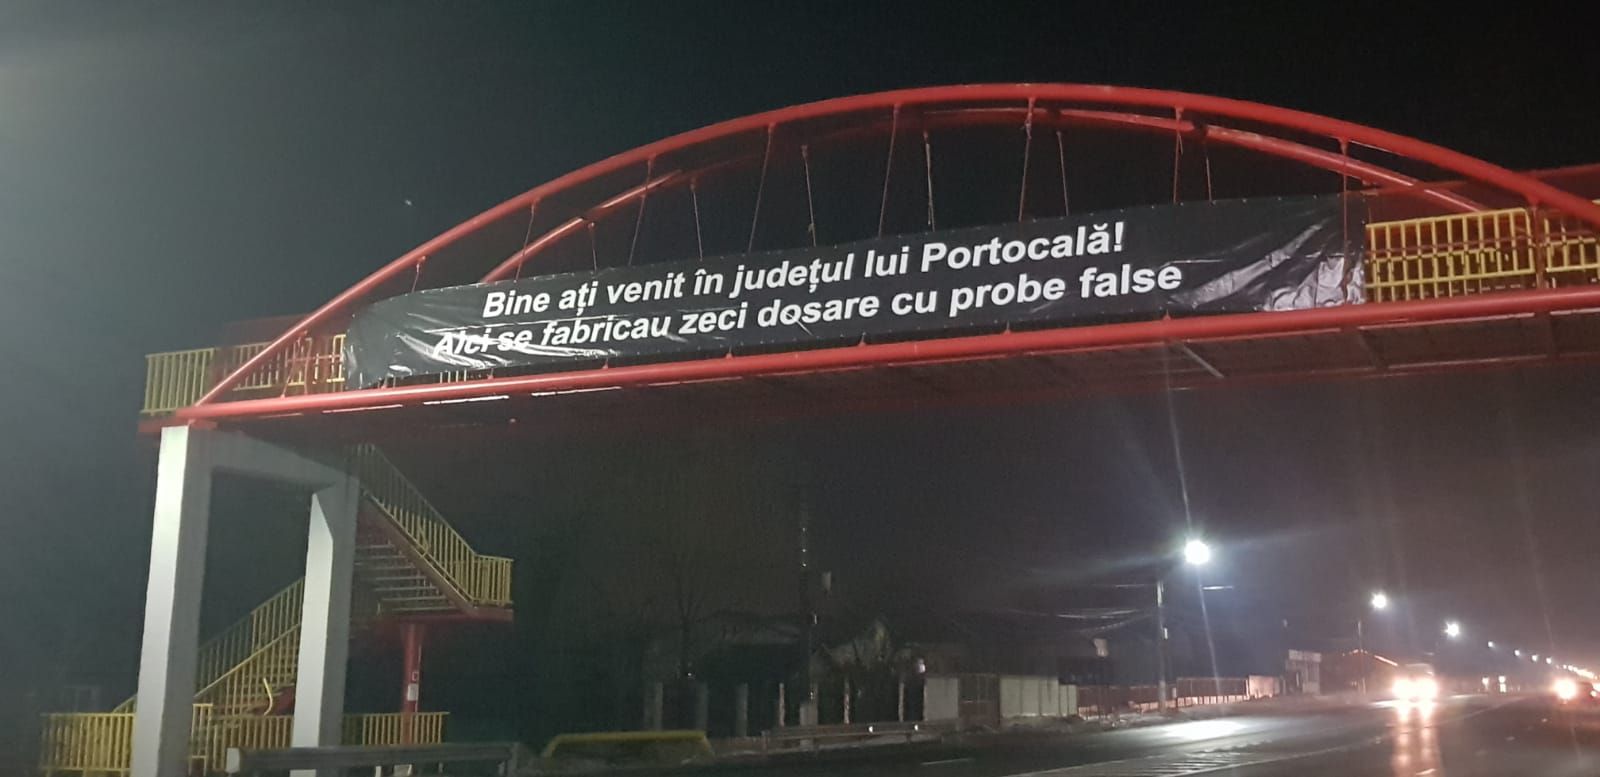 Bine ați venit în județul lui Portocală!
Aici se fabricau zeci dosare cu probe false